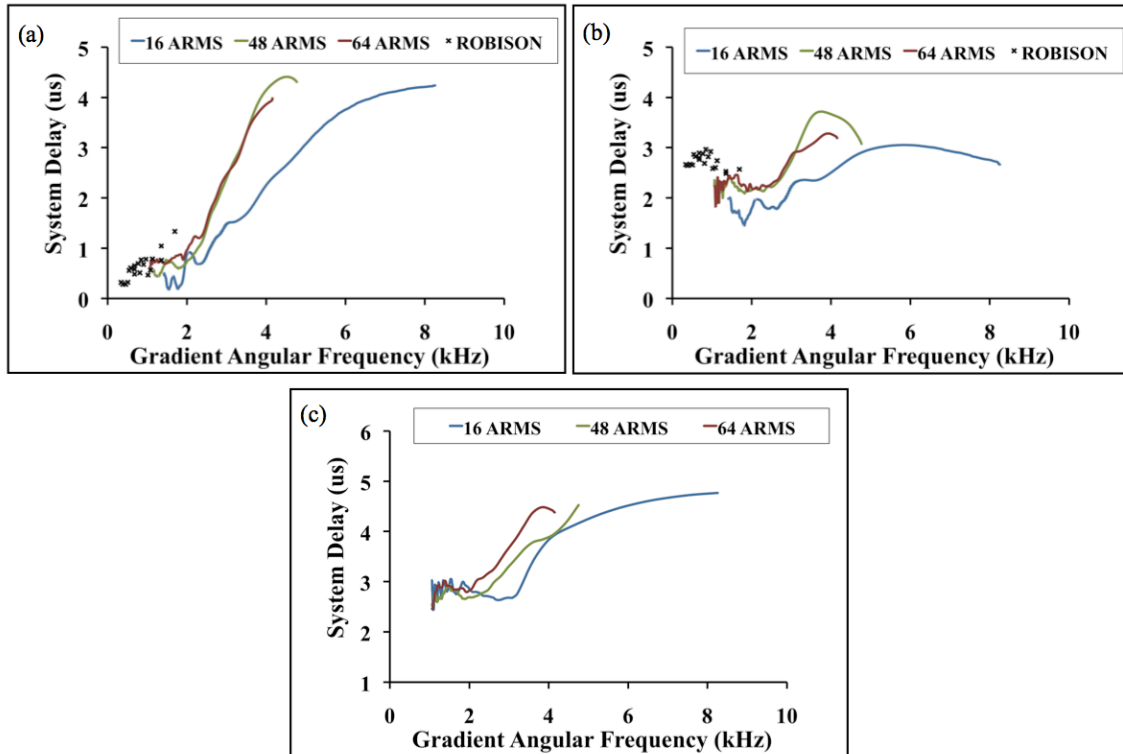 (a)
16 ARMS 48 ARMS 64 ARMS × ROBISON
System Delay (us)
5
4
3
2
1
0
0 2 4 6 8 10
Gradient Angular Frequency (kHz)
(b)
16 ARMS 48 ARMS 64 ARMS × ROBISON
System Delay (us)
5
4
3
2
1
0
0 2 4 6 8 10
Gradient Angular Frequency (kHz)
(c)
16 ARMS 48 ARMS 64 ARMS
System Delay (us)
6
5
4
3
2
1
0 2 4 6 8 10
Gradient Angular Frequency (kHz)